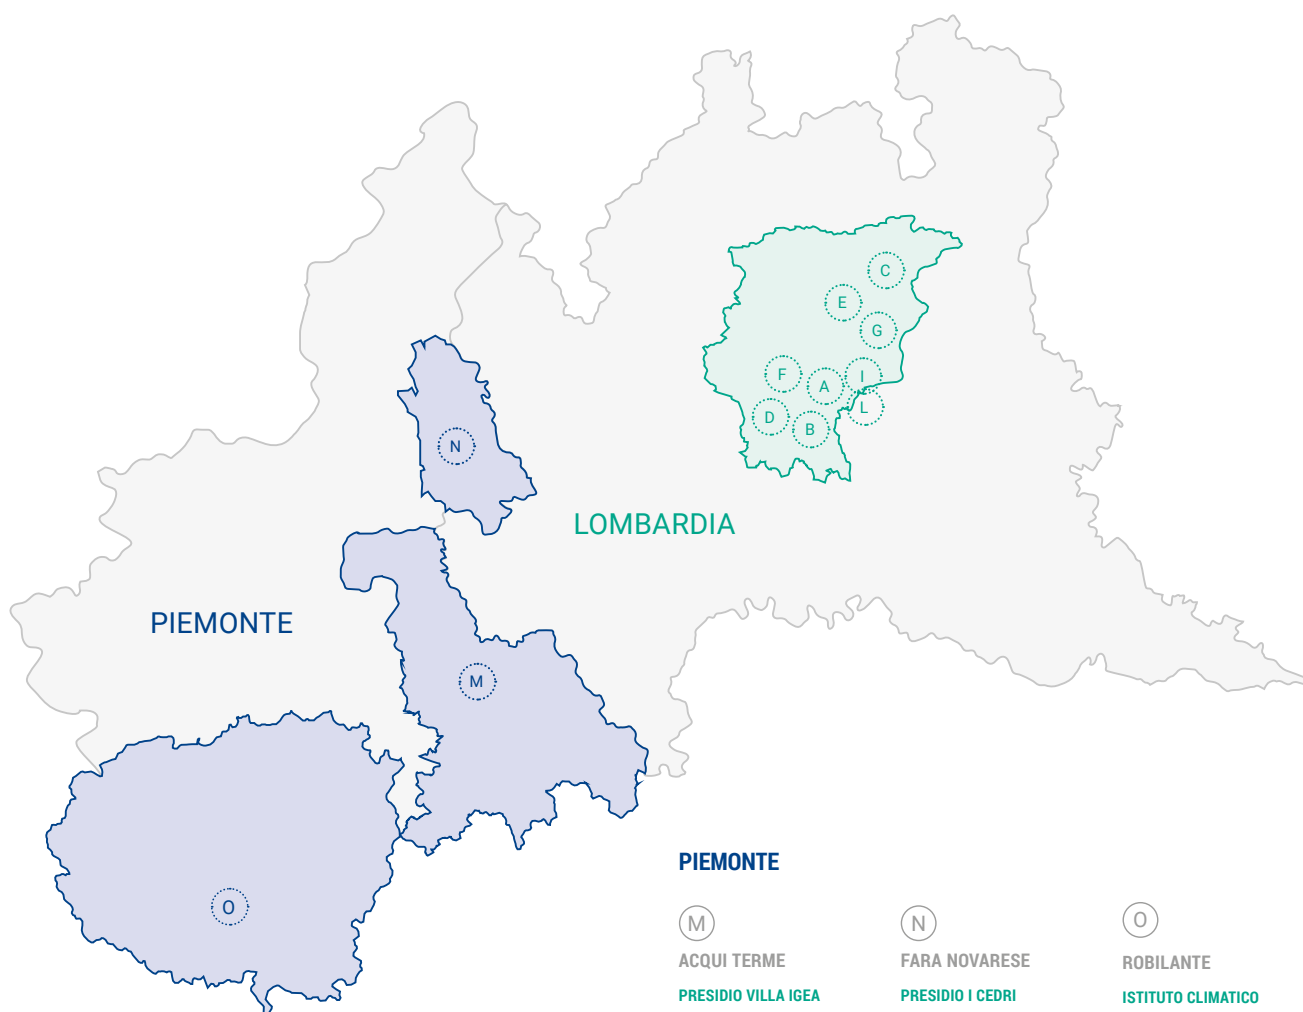 C
E
G
F
A
I
D
B
L
N
LOMBARDIA
PIEMONTE
M
O
PIEMONTE
M N O
ACQUI TERME FARA NOVARESE ROBILANTE
PRESIDIO VILLA IGEA PRESIDIO I CEDRI ISTITUTO CLIMATICO